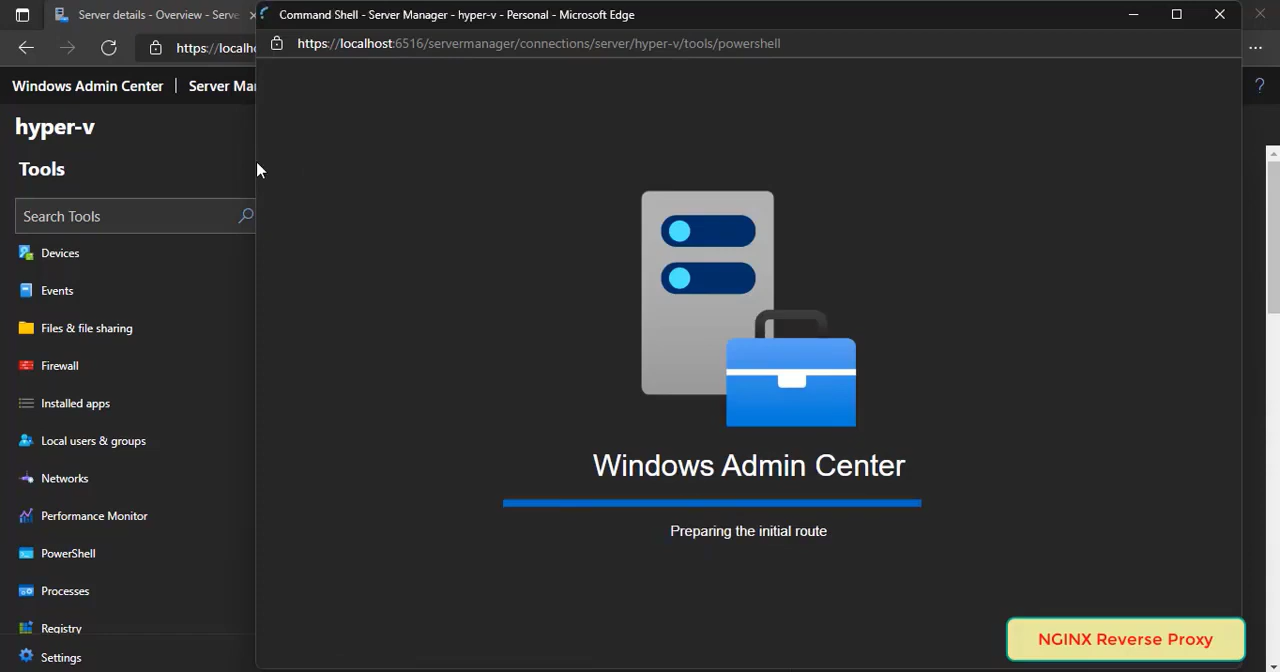 Server details - Overview - Serve
Command Shell - Server Manager - hyper-v - Personal - Microsoft Edge
https://localh
https://localhost:6516/servermanager/connections/server/hyper-v/tools/powershell
Windows Admin Center | Server Mar
hyper-v
Tools
Search Tools
Devices
Events
Files & file sharing
Firewall
Installed apps
Local users & groups
Networks
Performance Monitor
PowerShell
Processes
Registry
Settings
Windows Admin Center
Preparing the initial route
NGINX Reverse Proxy